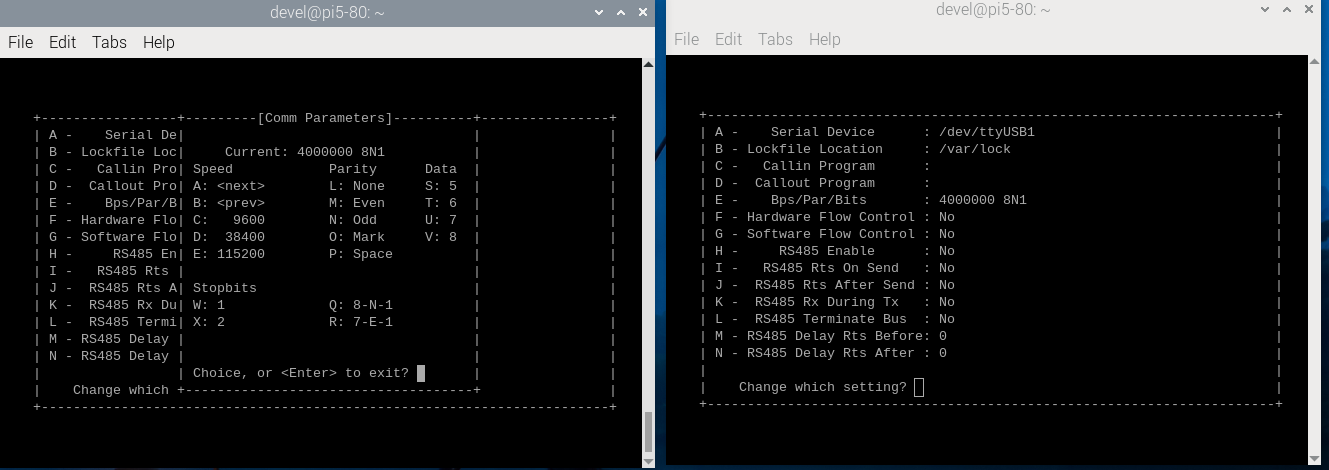 devel@pi5-80: ~
File Edit Tabs Help
+-----------------+---------[Comm Parameters]----------+----------------+
| A -    Serial De|                                    |                |
| B - Lockfile Loc|     Current: 4000000 8N1           |                |
| C -   Callin Pro| Speed            Parity      Data  |                |
| D -  Callout Pro| A: <next>        L: None     S: 5  |                |
| E -    Bps/Par/B| B: <prev>        M: Even     T: 6  |                |
| F - Hardware Flo| C:   9600        N: Odd      U: 7  |                |
| G - Software Flo| D:  38400        O: Mark     V: 8  |                |
| H -     RS485 En| E: 115200        P: Space          |                |
| I -   RS485 Rts |                                    |                |
| J -  RS485 Rts A| Stopbits                           |                |
| K -  RS485 Rx Du| W: 1             Q: 8-N-1          |                |
| L -  RS485 Termi| X: 2             R: 7-E-1          |                |
| M - RS485 Delay |                                    |                |
| N - RS485 Delay |                                    |                |
|                 | Choice, or <Enter> to exit?        |                |
|    Change which +------------------------------------+                |
+-----------------------------------------------------------------------+
devel@pi5-80: ~
File Edit Tabs Help
+-----------------------------------------------------------------------+
| A -    Serial Device      : /dev/ttyUSB1                              |
| B - Lockfile Location     : /var/lock                                 |
| C -   Callin Program      :                                           |
| D -  Callout Program      :                                           |
| E -    Bps/Par/Bits       : 4000000 8N1                               |
| F - Hardware Flow Control : No                                        |
| G - Software Flow Control : No                                        |
| H -     RS485 Enable      : No                                        |
| I -   RS485 Rts On Send   : No                                        |
| J -  RS485 Rts After Send : No                                        |
| K -  RS485 Rx During Tx   : No                                        |
| L -  RS485 Terminate Bus  : No                                        |
| M - RS485 Delay Rts Before: 0                                         |
| N - RS485 Delay Rts After : 0                                         |
|                                                                       |
|    Change which setting?                                              |
+-----------------------------------------------------------------------+